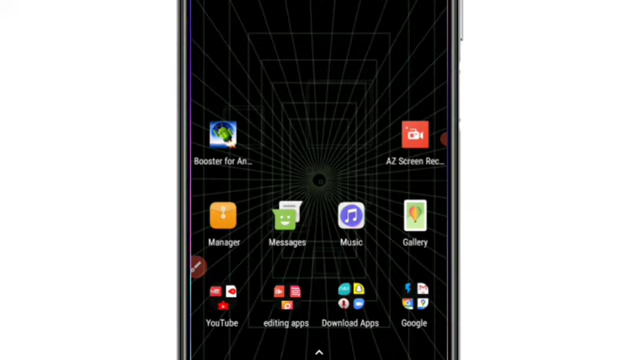 Booster for An...
AZ Screen Rec...
Manager
Messages
Music
Gallery
YouTube
editing apps
Download Apps
Google